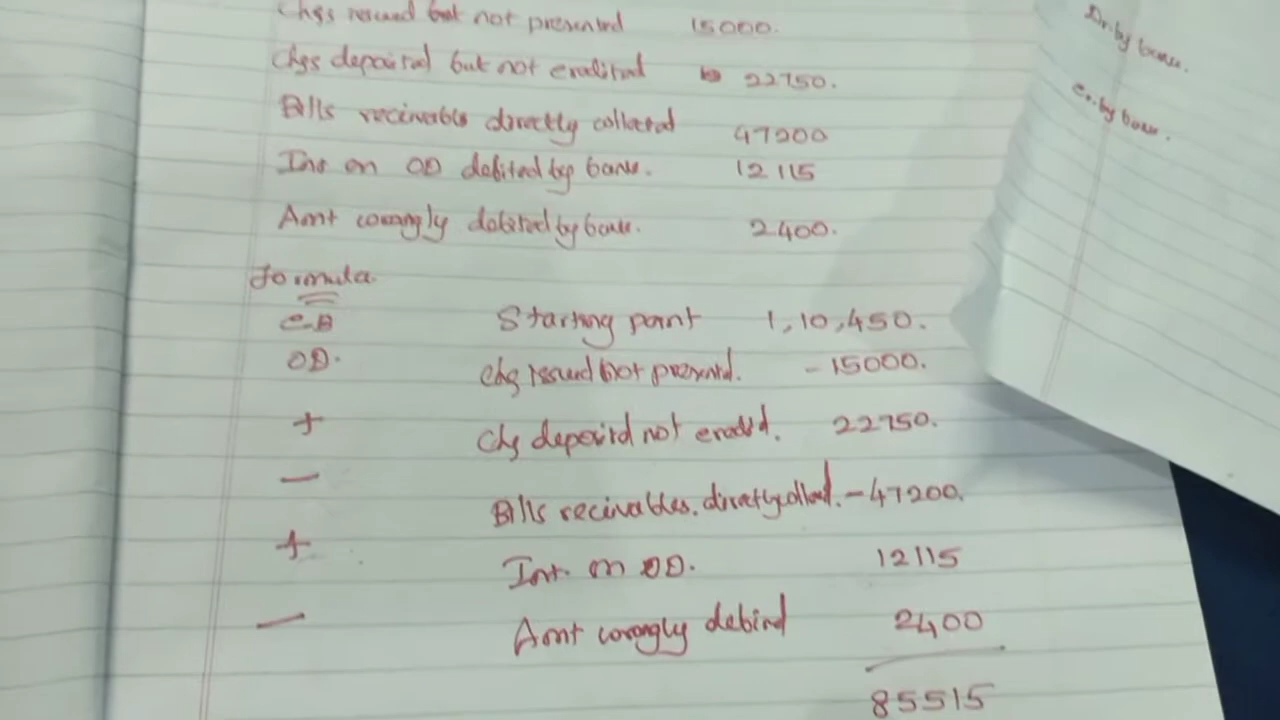 Chqs issued but not presented 15000.
Chqs deposited but not credited 22750.
Bills receivables directly collected 47200
Int on OD debited by bank. 12115
Amt wrongly debited by bank. 2400.
Formula
C.B Starting point 1,10,450.
OD. Chq issued not presented. - 15000.
+ Chq deposited not credited. 22750.
- Bills receivables. directly collected. - 47200.
+ Int. on OD. 12115
- Amt wrongly debited 2400
85515
Dr. by bank.
Cr. by bank.